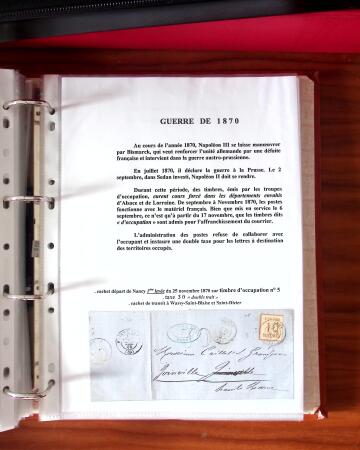 GUERRE DE 1870
Au cours de l'année 1870, Napoléon III se laisse manoeuvrer
par Bismarck, qui veut renforcer l'unité allemande par une défaite
française et intervient dans la guerre austro-prussienne.
En juillet 1870, il déclare la guerre à la Prusse. Le 2
septembre, dans Sedan investi, Napoléon II doit se rendre.
Durant cette période, des timbres, émis par les troupes
d'occupation, eurent cours forcé dans les départements envahis
d'Alsace et de Lorraine. De septembre à Novembre 1870, les postes
fonctionne avec le matériel français. Bien que mis en service le 6
septembre, ce n'est qu'à partir du 17 novembre, que les timbres dits
« d'occupation » sont admis pour l'affranchissement du courrier.
L'administration des postes refuse de collaborer avec
l'occupant et instaure une double taxe pour les lettres à destination
des territoires occupés.
. cachet départ de Nancy 2ème levée du 25 novembre 1870 sur timbre d'occupation n° 5
. taxe 30 « double trait »
. cachet de transit à Wassy-Saint-Blaise et Saint-Dizier
10
Monsieur
Joinville
Haute Marne